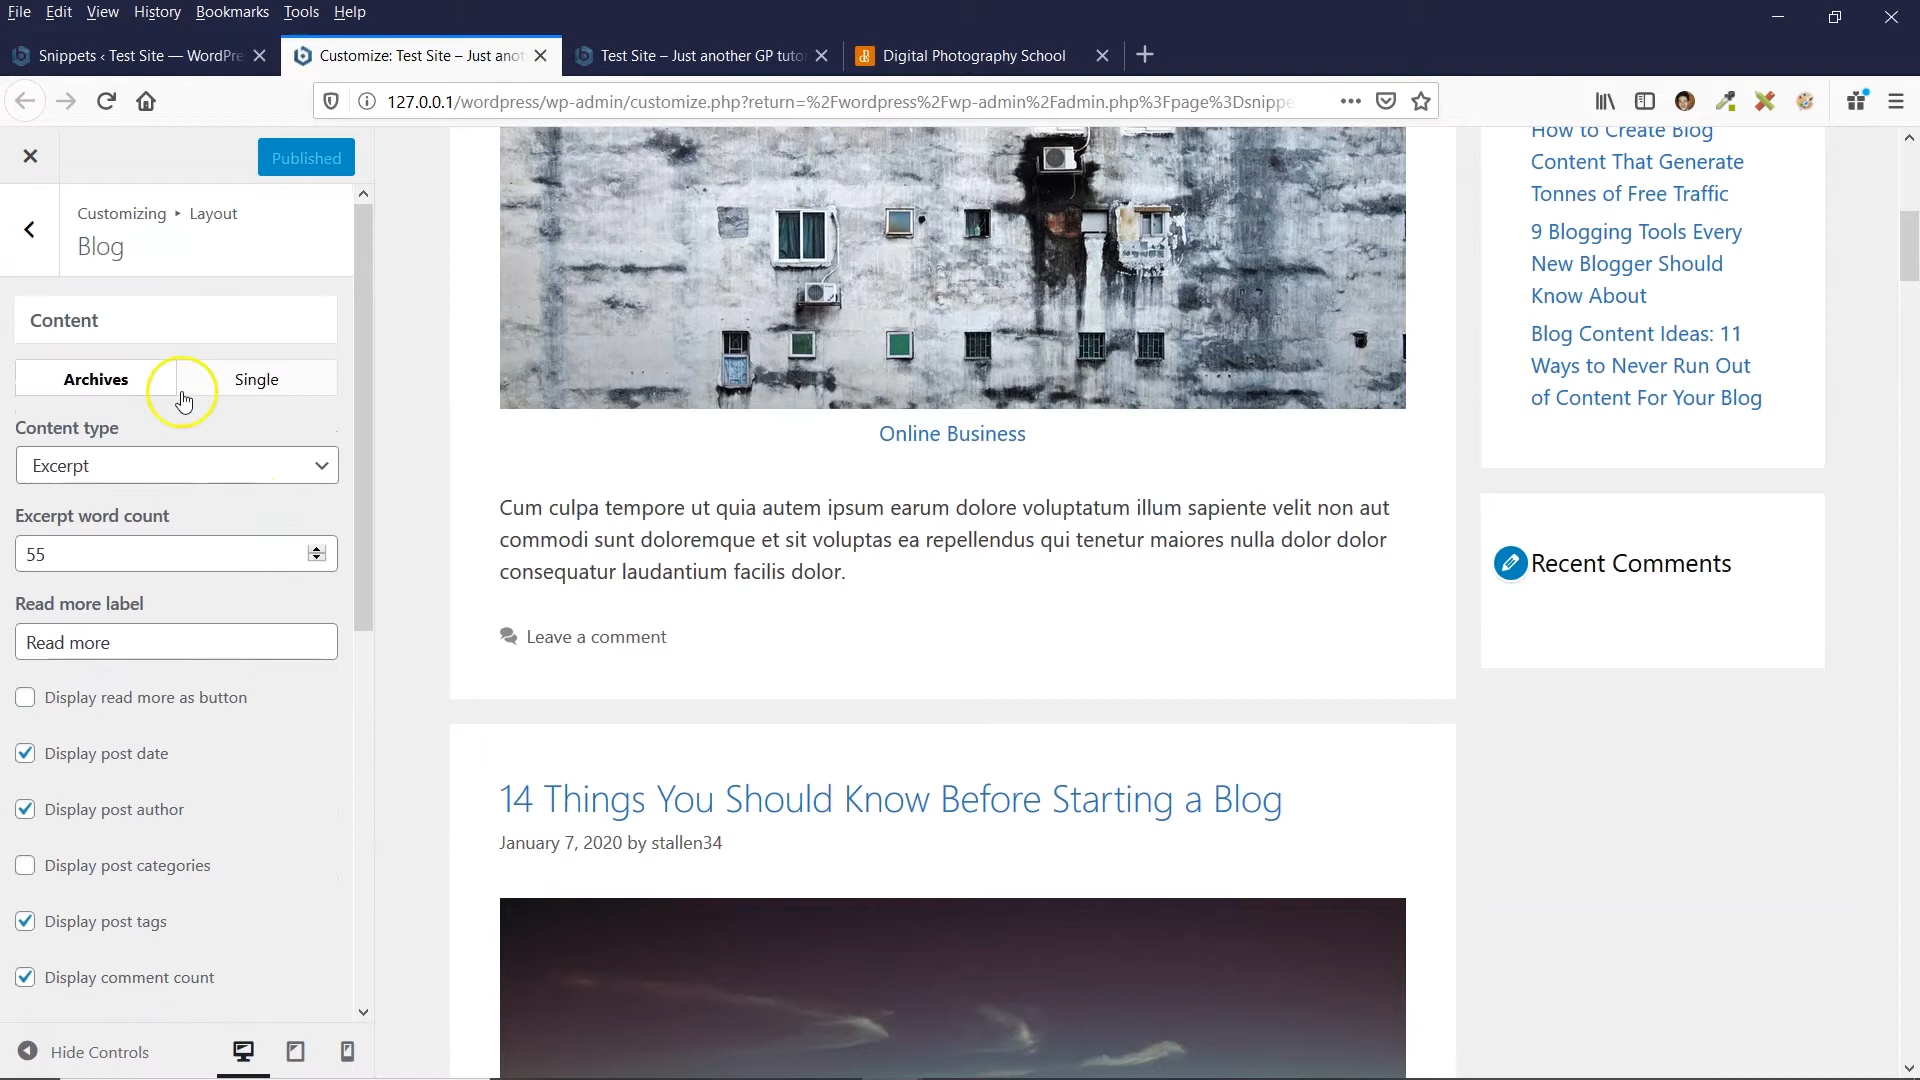 File Edit View History Bookmarks Tools Help
Snippets ‹ Test Site — WordPre
Customize: Test Site – Just anot
Test Site – Just another GP tutor
Digital Photography School
127.0.0.1/wordpress/wp-admin/customize.php?return=%2Fwordpress%2Fwp-admin%2Fadmin.php%3Fpage%3Dsnippe
Published
Customizing ▸ Layout
Blog
Content
Archives
Single
Content type
Excerpt
Excerpt word count
55
Read more label
Read more
Display read more as button
Display post date
Display post author
Display post categories
Display post tags
Display comment count
Hide Controls
Online Business
Cum culpa tempore ut quia autem ipsum earum dolore voluptatum illum sapiente velit non aut
commodi sunt doloremque et sit voluptas ea repellendus qui tenetur maiores nulla dolor dolor
consequatur laudantium facilis dolor.
Leave a comment
14 Things You Should Know Before Starting a Blog
January 7, 2020 by stallen34
How to Create Blog
Content That Generate
Tonnes of Free Traffic
9 Blogging Tools Every
New Blogger Should
Know About
Blog Content Ideas: 11
Ways to Never Run Out
of Content For Your Blog
Recent Comments